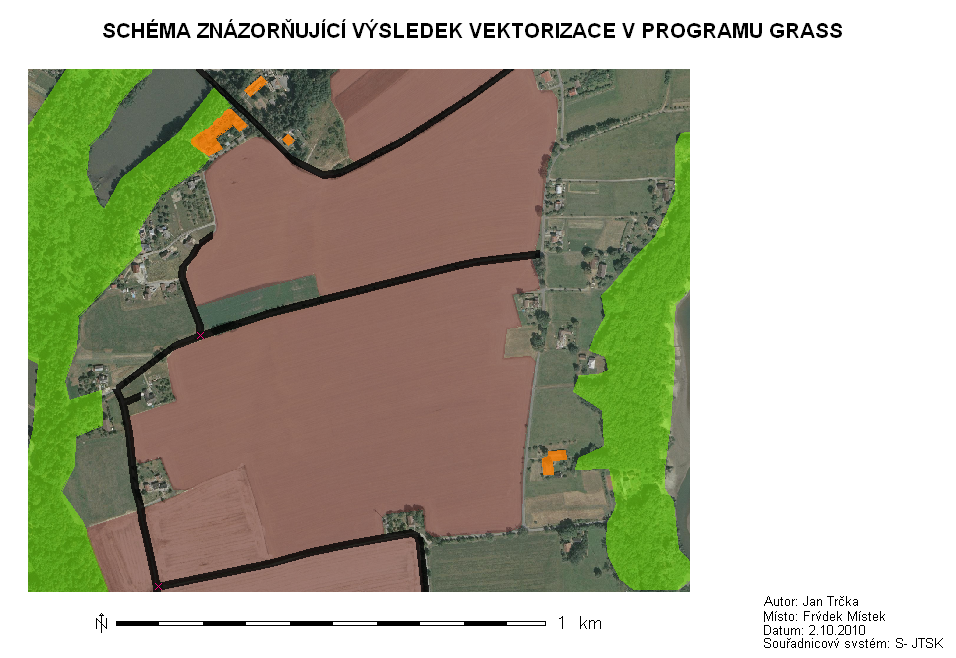 SCHÉMA ZNÁZORŇUJÍCÍ VÝSLEDEK VEKTORIZACE V PROGRAMU GRASS
N
1 km
Autor: Jan Trčka
Místo: Frýdek Místek
Datum: 2.10.2010
Souřadnicový systém: S- JTSK